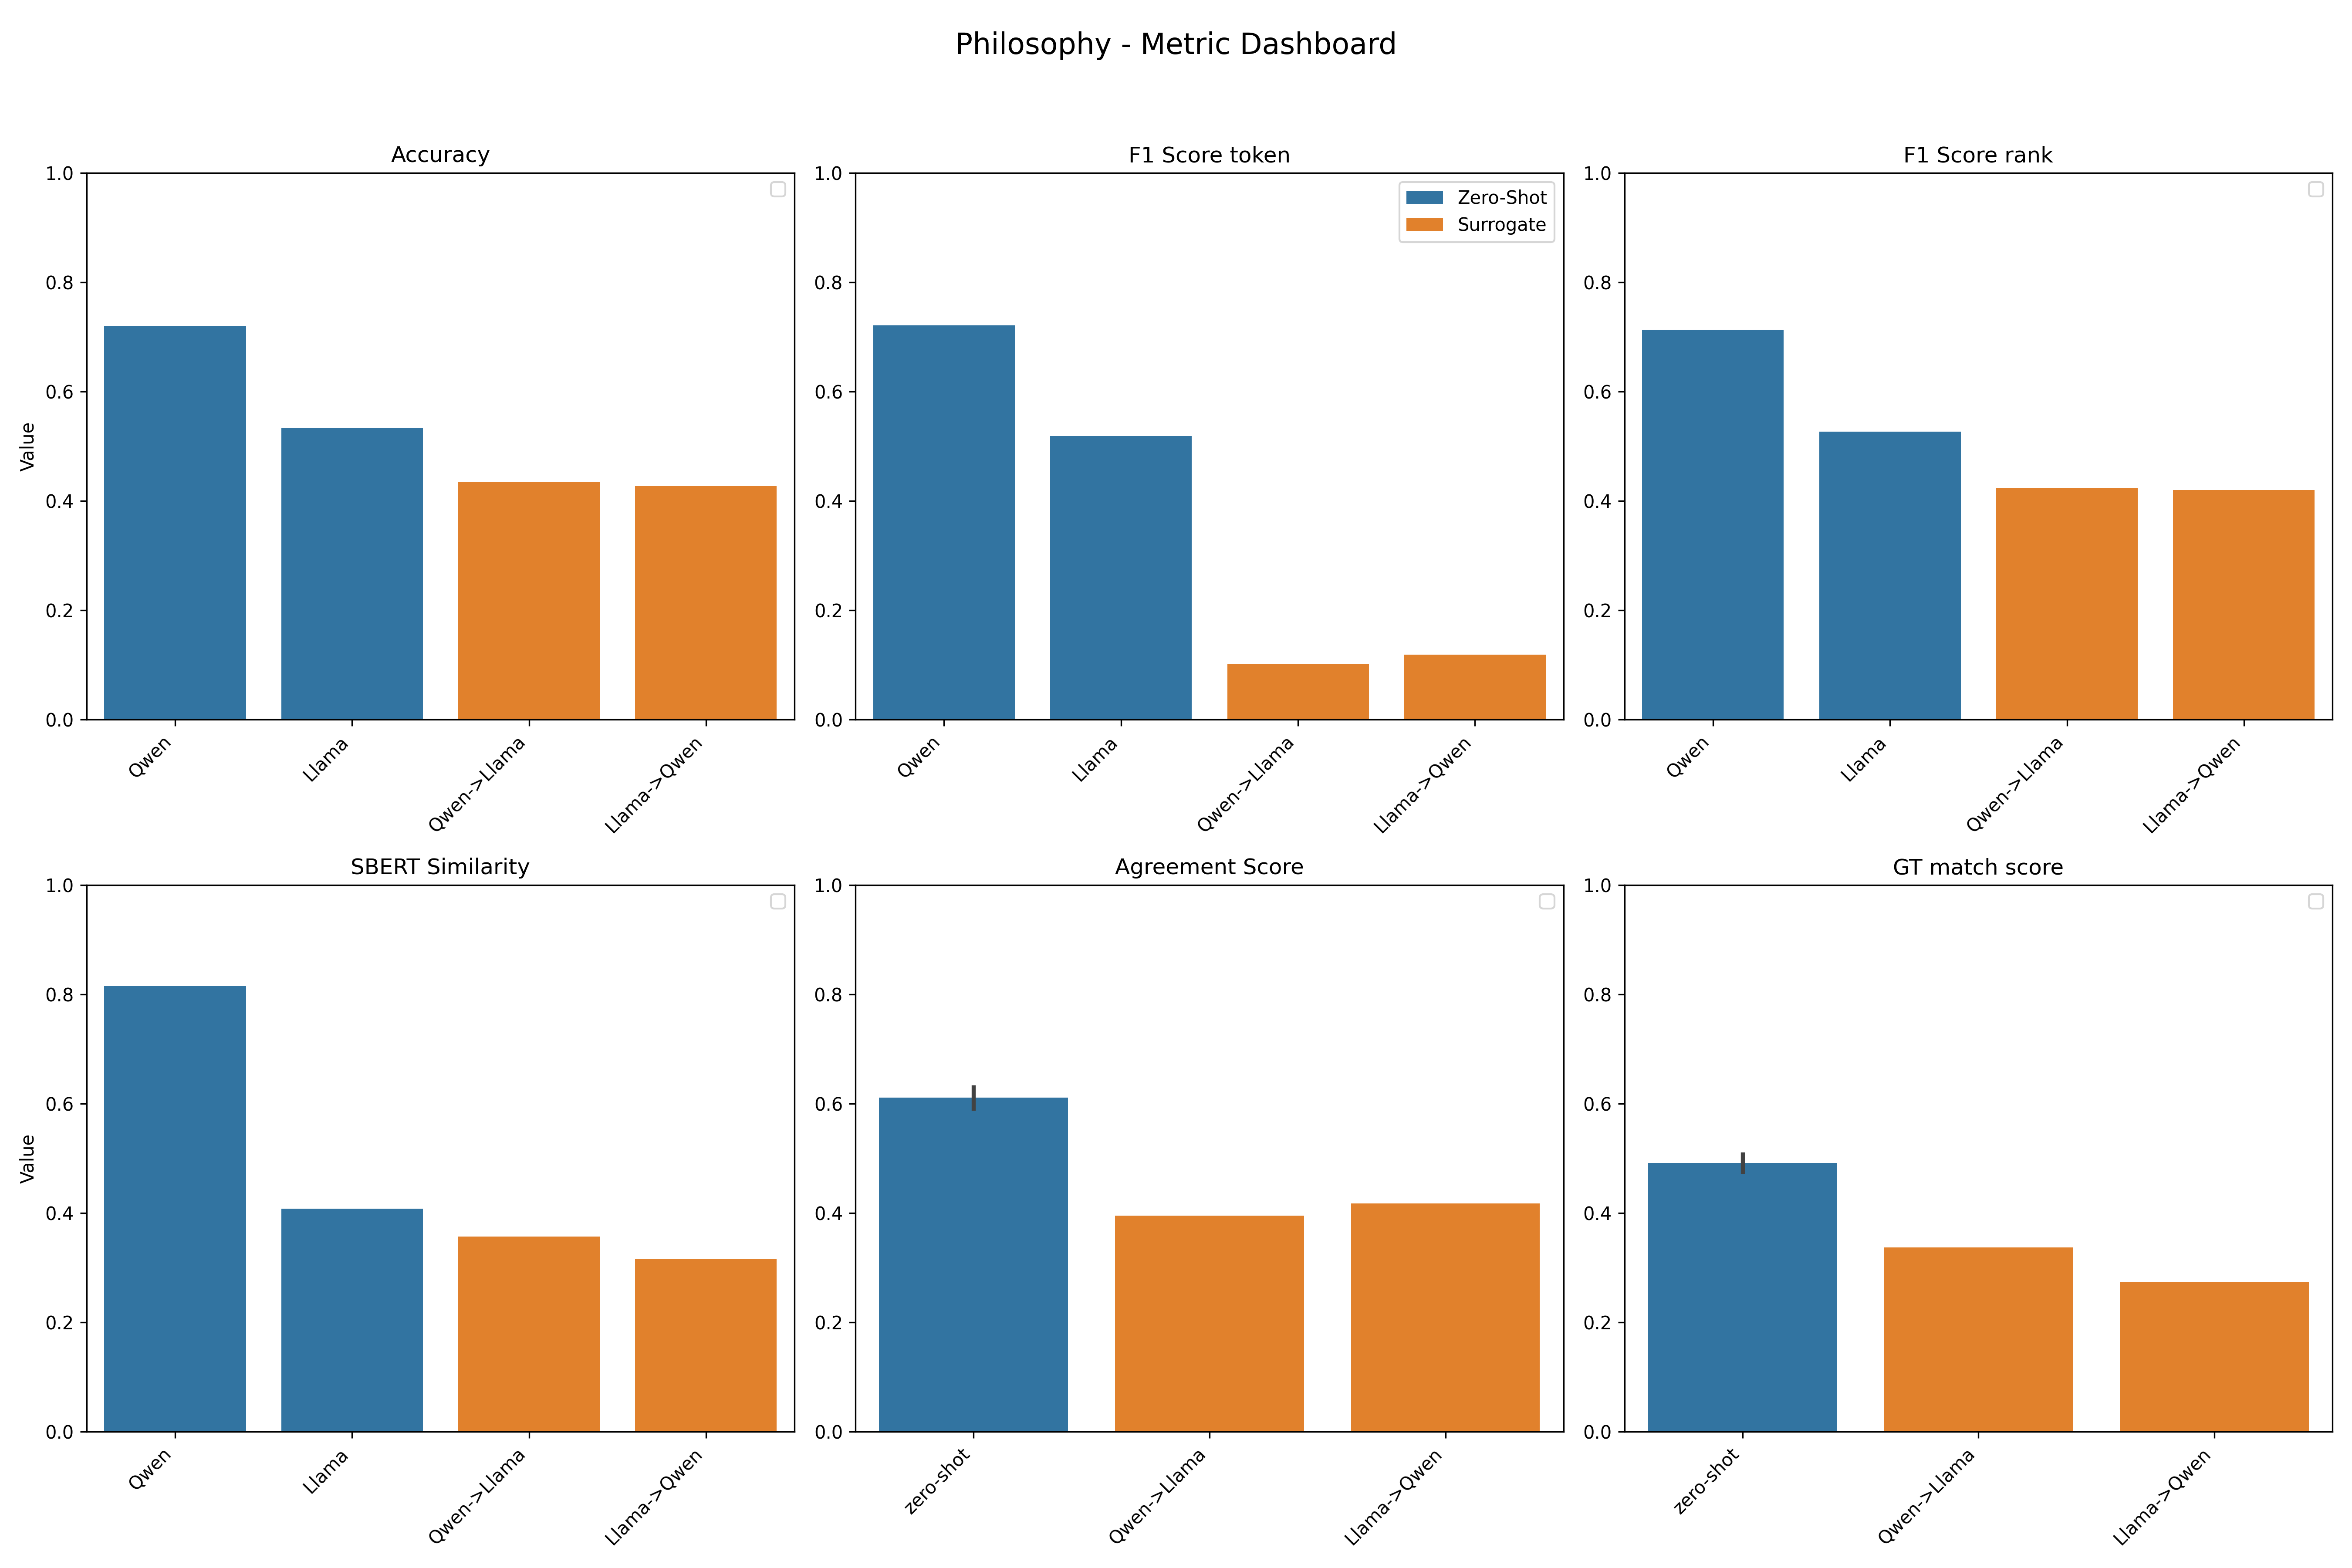 Philosophy - Metric Dashboard
Accuracy
1.0
0.8
0.6
0.4
0.2
0.0
Value
Qwen
Llama
Qwen->Llama
Llama->Qwen
F1 Score token
1.0
0.8
0.6
0.4
0.2
0.0
Zero-Shot
Surrogate
Qwen
Llama
Qwen->Llama
Llama->Qwen
F1 Score rank
1.0
0.8
0.6
0.4
0.2
0.0
Qwen
Llama
Qwen->Llama
Llama->Qwen
SBERT Similarity
1.0
0.8
0.6
0.4
0.2
0.0
Value
Qwen
Llama
Qwen->Llama
Llama->Qwen
Agreement Score
1.0
0.8
0.6
0.4
0.2
0.0
zero-shot
Qwen->Llama
Llama->Qwen
GT match score
1.0
0.8
0.6
0.4
0.2
0.0
zero-shot
Qwen->Llama
Llama->Qwen